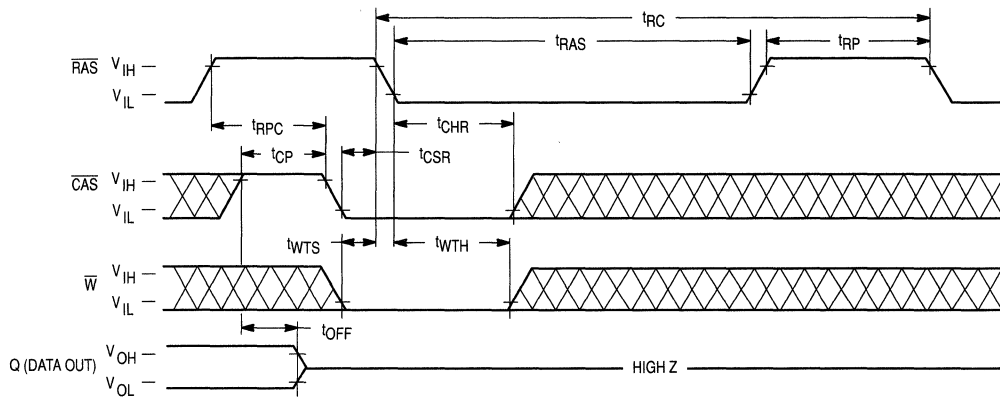 tRC
tRAS
tRP
RAS VIH
VIL
tRPC
tCHR
tCP
tCSR
CAS VIH
VIL
tWTS
tWTH
W VIH
VIL
tOFF
Q (DATA OUT) VOH
VOL
HIGH Z